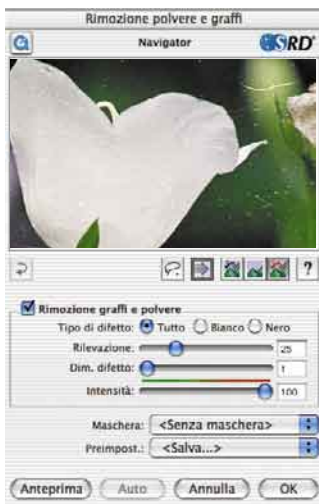 Rimozione polvere e graffi
Navigator
SRD
?
Rimozione graffi e polvere
Tipo di difetto: Tutto Bianco Nero
Rilevazione: 25
Dim. difetto: 1
Intensità: 100
Maschera: <Senza maschera>
Preimpost.: <Salva...>
Anteprima Auto Annulla OK